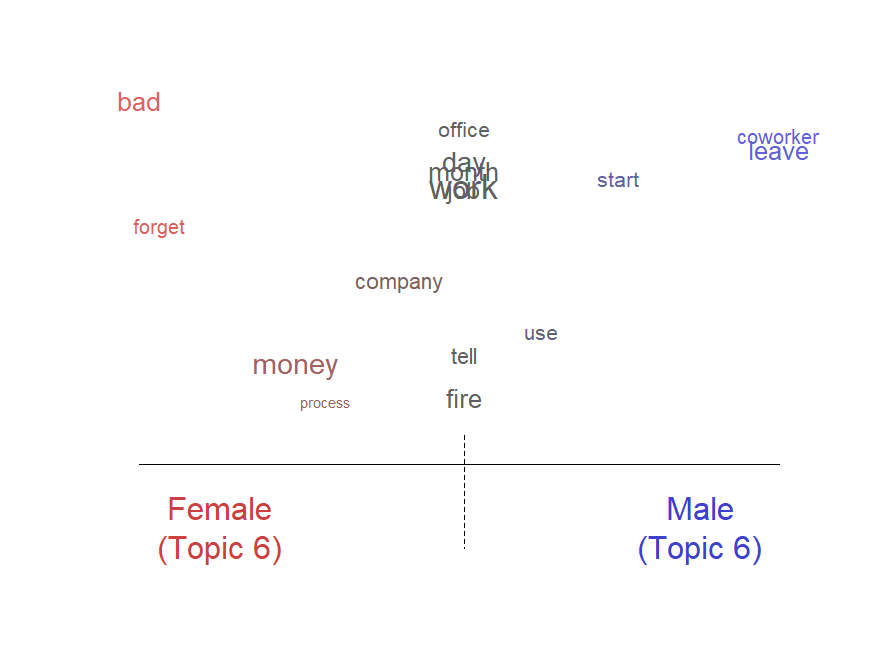 bad
office
coworker
day
leave
month
start
work
job
forget
company
use
tell
money
fire
process
Female
(Topic 6)
Male
(Topic 6)